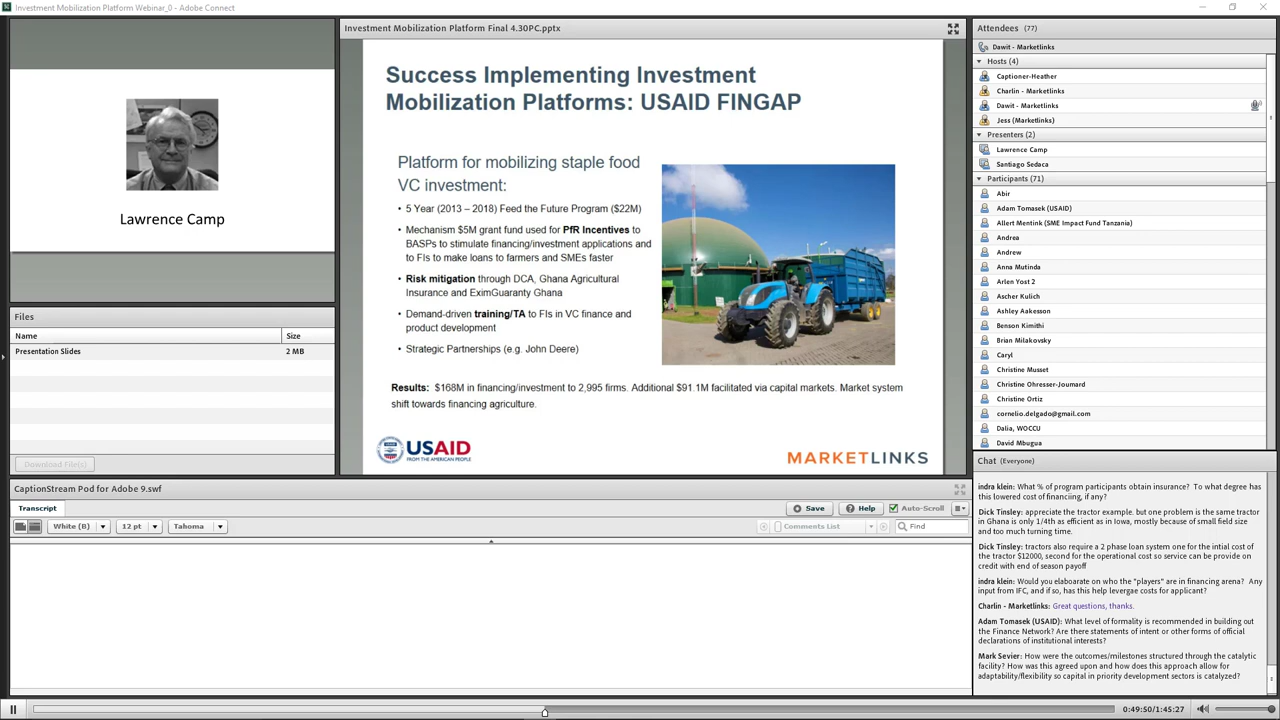 Investment Mobilization Platform Webinar_0 - Adobe Connect
Lawrence Camp
Files
Name Size
Presentation Slides 2 MB
Download File(s)
Investment Mobilization Platform Final 4.30PC.pptx
Success Implementing Investment
Mobilization Platforms: USAID FINGAP
Platform for mobilizing staple food
VC investment:
• 5 Year (2013 – 2018) Feed the Future Program ($22M)
• Mechanism $5M grant fund used for PfR Incentives to
BASPs to stimulate financing/investment applications and
to FIs to make loans to farmers and SMEs faster
• Risk mitigation through DCA, Ghana Agricultural
Insurance and EximGuaranty Ghana
• Demand-driven training/TA to FIs in VC finance and
product development
• Strategic Partnerships (e.g. John Deere)
Results: $168M in financing/investment to 2,995 firms. Additional $91.1M facilitated via capital markets. Market system
shift towards financing agriculture.
USAID
FROM THE AMERICAN PEOPLE
MARKETLINKS
Attendees (77)
Dawit - Marketlinks
Hosts (4)
Captioner-Heather
Charlin - Marketlinks
Dawit - Marketlinks
Jess (Marketlinks)
Presenters (2)
Lawrence Camp
Santiago Sedaca
Participants (71)
Abir
Adam Tomasek (USAID)
Allert Mentink (SME Impact Fund Tanzania)
Andrea
Andrew
Anna Mutinda
Arlen Yost 2
Ascher Kulich
Ashley Aakesson
Benson Kimithi
Brian Milakovsky
Caryl
Christine Musset
Christine Ohresser-Joumard
Christine Ortiz
cornelio.delgado@gmail.com
Dalia, WOCCU
David Mbugua
Chat (Everyone)
indra klein: What % of program participants obtain insurance? To what degree has
this lowered cost of financiing, if any?
Dick Tinsley: appreciate the tractor example. but one problem is the same tractor
in Ghana is only 1/4th as efficient as in Iowa, mostly because of small field size
and too much turning time.
Dick Tinsley: tractors also require a 2 phase loan system one for the intial cost of
the tractor $12000, second for the operational cost so service can be provide on
credit with end of season payoff
indra klein: Would you elaboarate on who the "players" are in financing arena? Any
input from IFC, and if so, has this help levergae costs for applicant?
Charlin - Marketlinks: Great questions, thanks.
Adam Tomasek (USAID): What level of formality is recommended in building out
the Finance Network? Are there statements of intent or other forms of official
declarations of institutional interests?
Mark Sevier: How were the outcomes/milestones structured through the catalytic
facility? How was this agreed upon and how does this approach allow for
adaptability/flexibility so capital in priority development sectors is catalyzed?
CaptionStream Pod for Adobe 9.swf
Transcript Save Help Auto-Scroll
White (B) 12 pt Tahoma Comments List Find
0:49:50/1:45:27